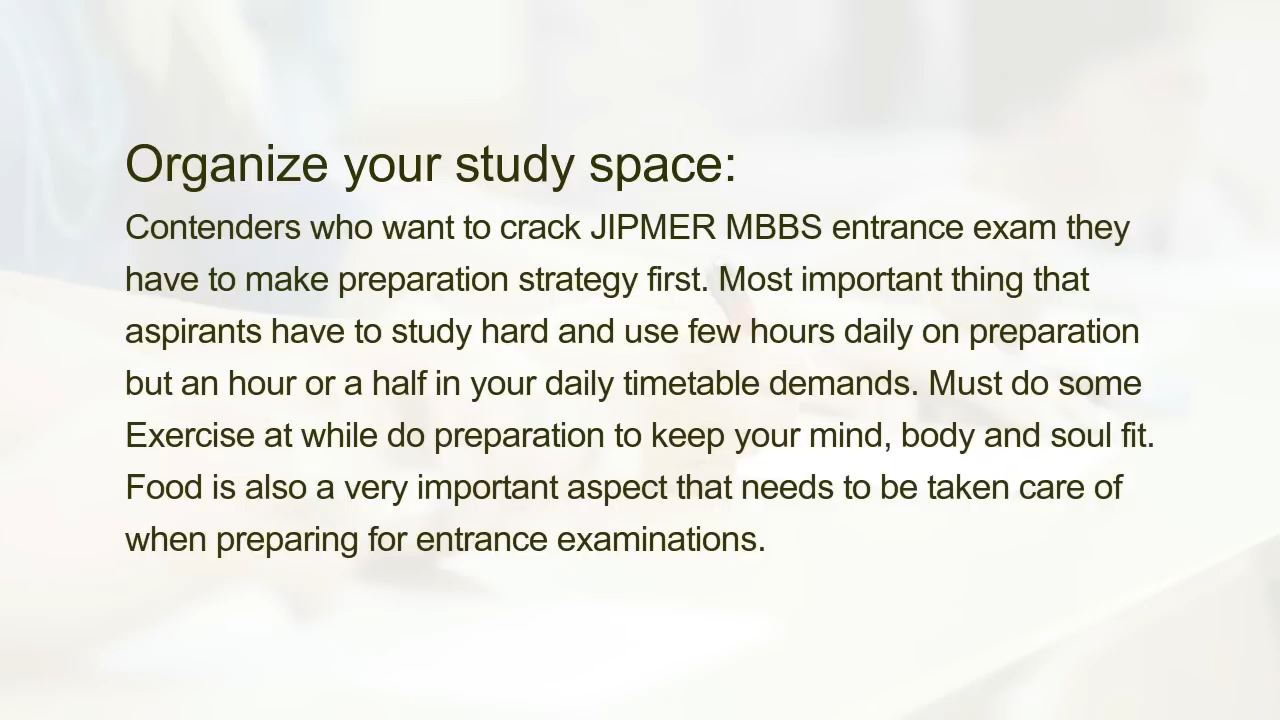 Organize your study space:
Contenders who want to crack JIPMER MBBS entrance exam they
have to make preparation strategy first. Most important thing that
aspirants have to study hard and use few hours daily on preparation
but an hour or a half in your daily timetable demands. Must do some
Exercise at while do preparation to keep your mind, body and soul fit.
Food is also a very important aspect that needs to be taken care of
when preparing for entrance examinations.